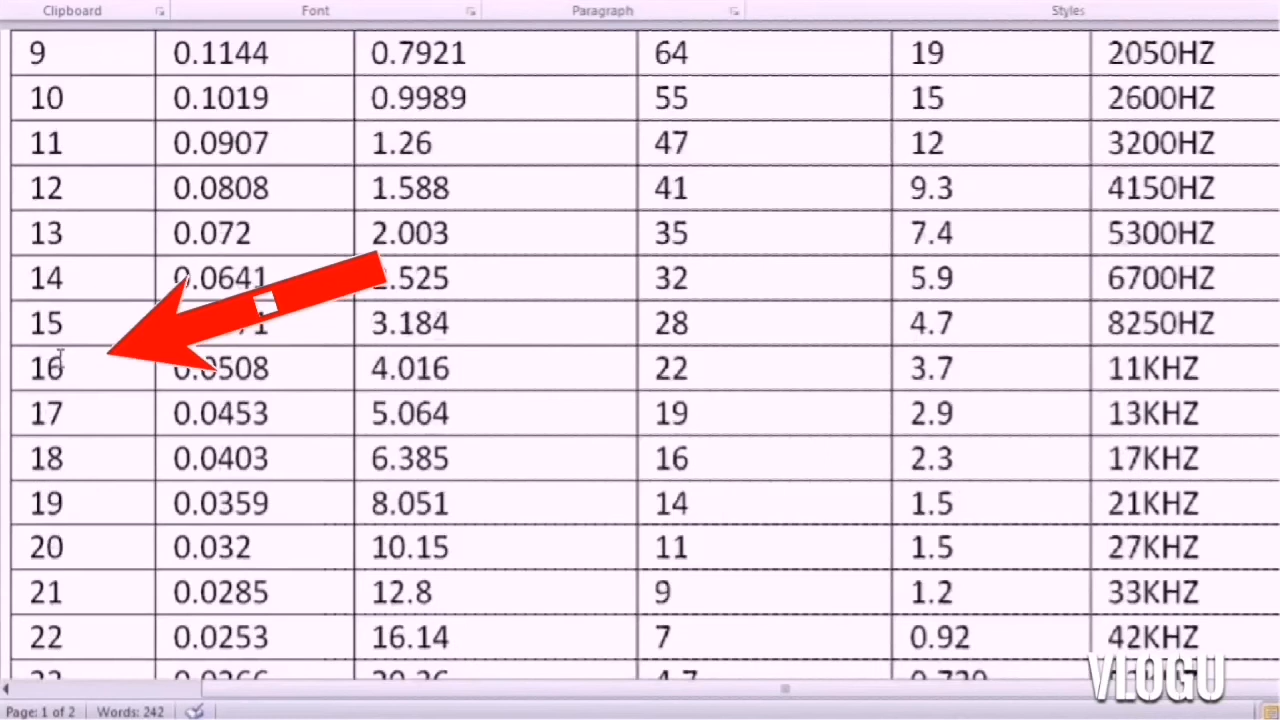 Clipboard Font Paragraph Styles
9 0.1144 0.7921 64 19 2050HZ
10 0.1019 0.9989 55 15 2600HZ
11 0.0907 1.26 47 12 3200HZ
12 0.0808 1.588 41 9.3 4150HZ
13 0.072 2.003 35 7.4 5300HZ
14 0.0641 2.525 32 5.9 6700HZ
15 3.184 28 4.7 8250HZ
16 0.0508 4.016 22 3.7 11KHZ
17 0.0453 5.064 19 2.9 13KHZ
18 0.0403 6.385 16 2.3 17KHZ
19 0.0359 8.051 14 1.5 21KHZ
20 0.032 10.15 11 1.5 27KHZ
21 0.0285 12.8 9 1.2 33KHZ
22 0.0253 16.14 7 0.92 42KHZ
VLOGU
Page: 1 of 2 Words: 242